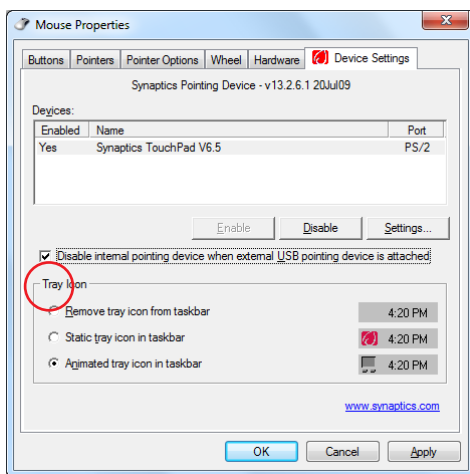 Mouse Properties
Buttons Pointers Pointer Options Wheel Hardware Device Settings
Synaptics Pointing Device - v13.2.6.1 20Jul09
Devices:
Enabled Name Port
Yes Synaptics TouchPad V6.5 PS/2
Enable Disable Settings...
Disable internal pointing device when external USB pointing device is attached
Tray Icon
Remove tray icon from taskbar 4:20 PM
Static tray icon in taskbar 4:20 PM
Animated tray icon in taskbar 4:20 PM
www.synaptics.com
OK Cancel Apply